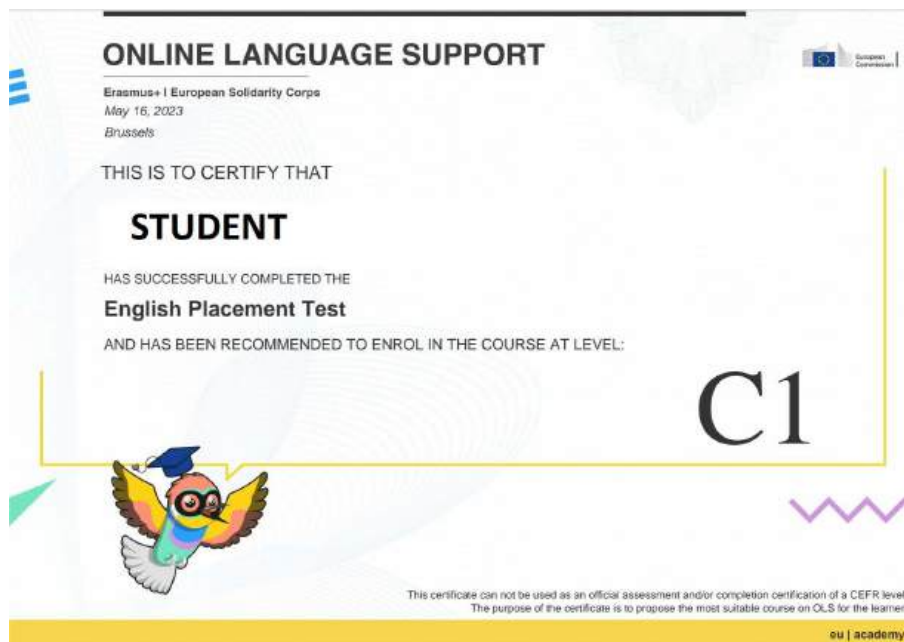 ONLINE LANGUAGE SUPPORT
European
Commission
Erasmus+ I European Solidarity Corps
May 16, 2023
Brussels
THIS IS TO CERTIFY THAT
STUDENT
HAS SUCCESSFULLY COMPLETED THE
English Placement Test
AND HAS BEEN RECOMMENDED TO ENROL IN THE COURSE AT LEVEL:
C1
This certificate can not be used as an official assessment and/or completion certification of a CEFR level
The purpose of the certificate is to propose the most suitable course on OLS for the learner
eu | academy